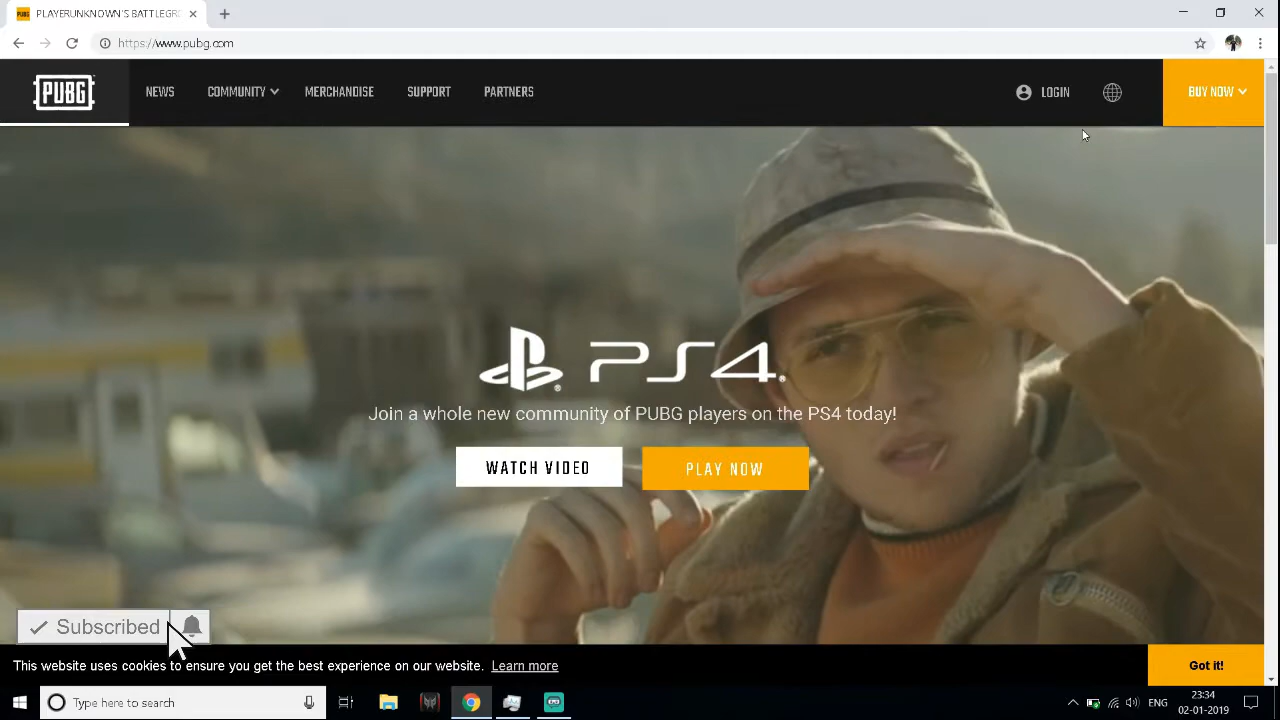 PLAYERUNKNOWN'S BATTLEGR
https://www.pubg.com
PUBG
NEWS
COMMUNITY
MERCHANDISE
SUPPORT
PARTNERS
LOGIN
BUY NOW
PS4
Join a whole new community of PUBG players on the PS4 today!
WATCH VIDEO
PLAY NOW
Subscribed
This website uses cookies to ensure you get the best experience on our website. Learn more
Got it!
Type here to search
ENG
23:34
02-01-2019